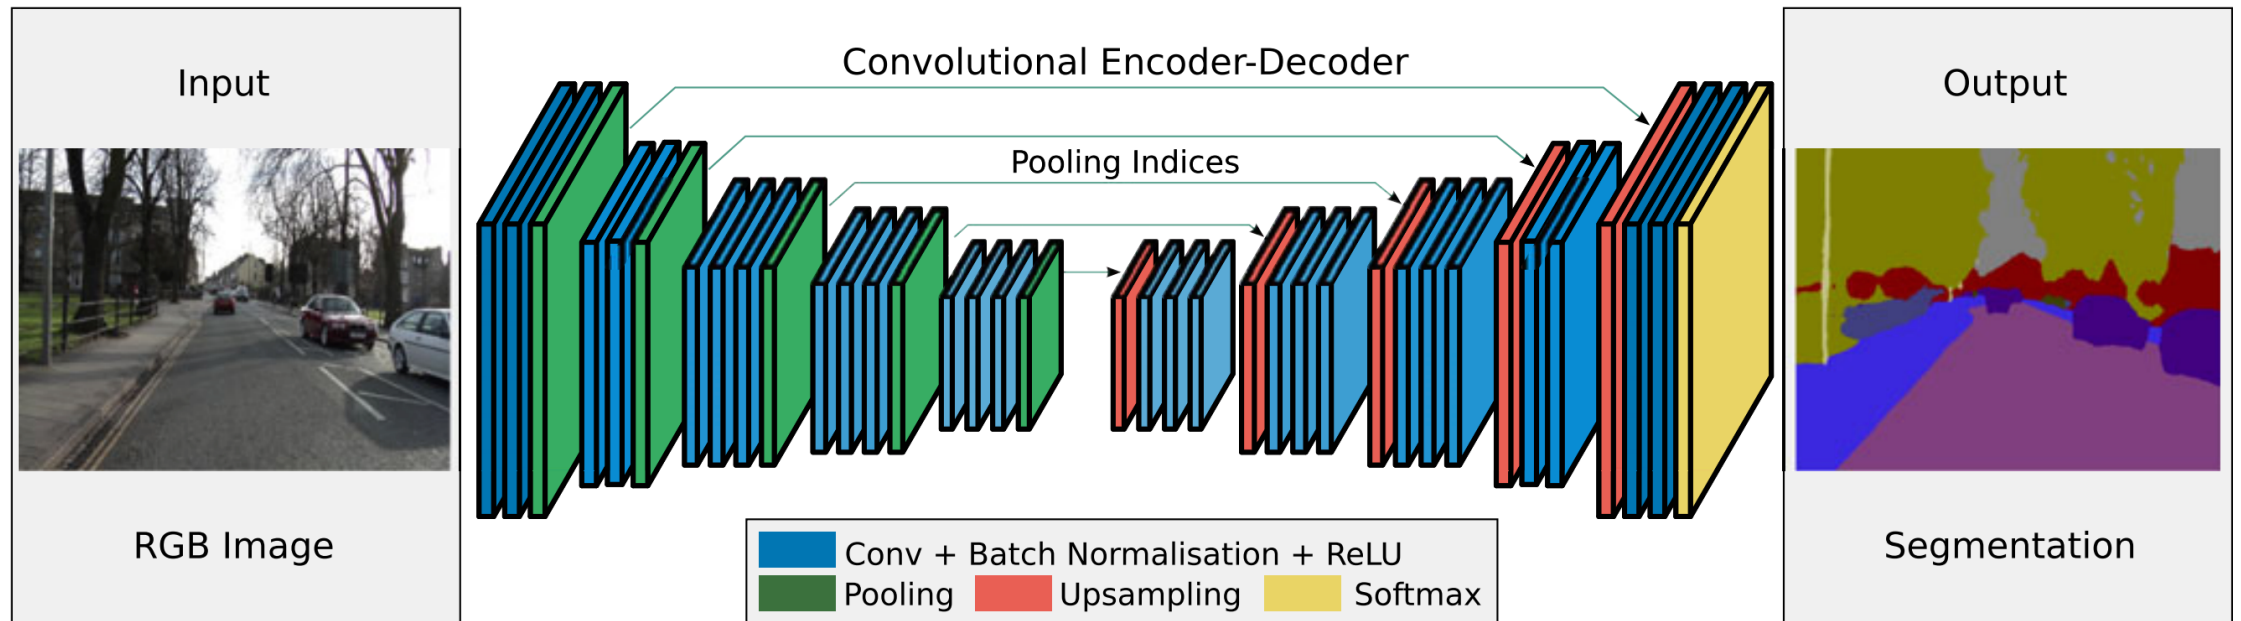 Input
RGB Image
Convolutional Encoder-Decoder
Pooling Indices
Conv + Batch Normalisation + ReLU
Pooling
Upsampling
Softmax
Output
Segmentation